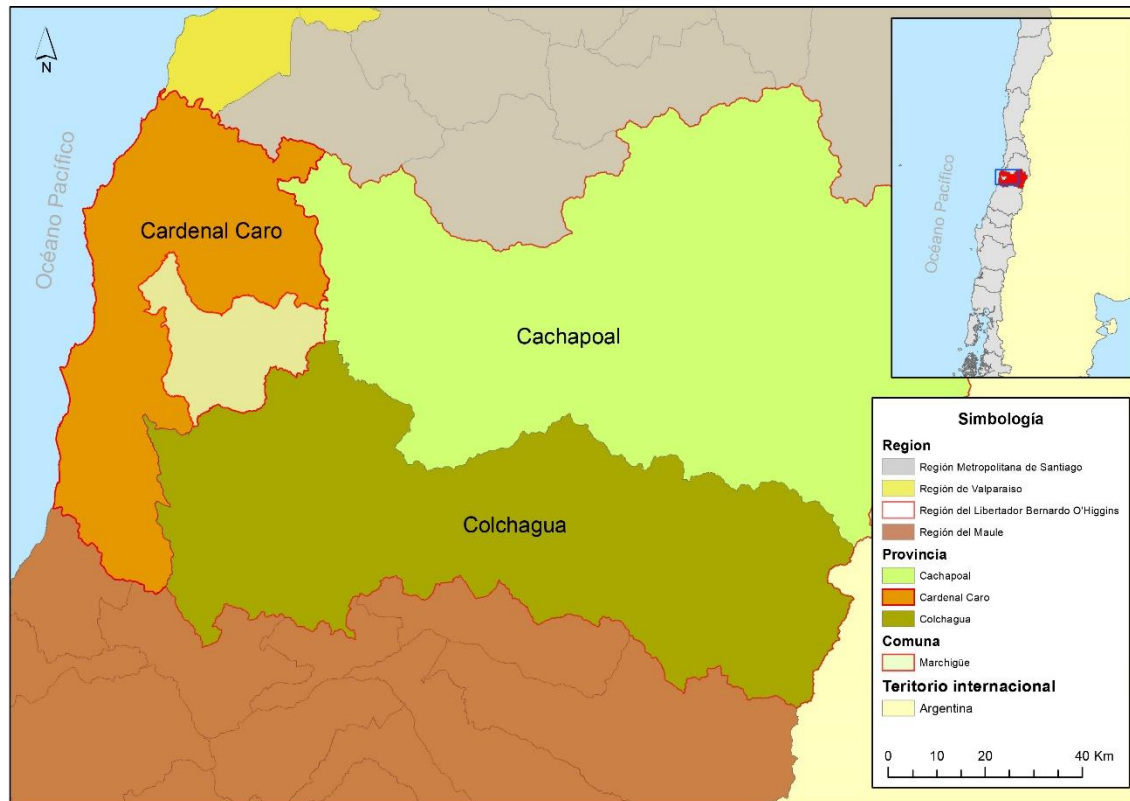 N
Océano Pacífico
Cardenal Caro
Cachapoal
Colchagua
Océano Pacífico
Simbología
Region
Región Metropolitana de Santiago
Región de Valparaiso
Región del Libertador Bernardo O'Higgins
Región del Maule
Provincia
Cachapoal
Cardenal Caro
Colchagua
Comuna
Marchigüe
Teritorio internacional
Argentina
0 10 20 40 Km